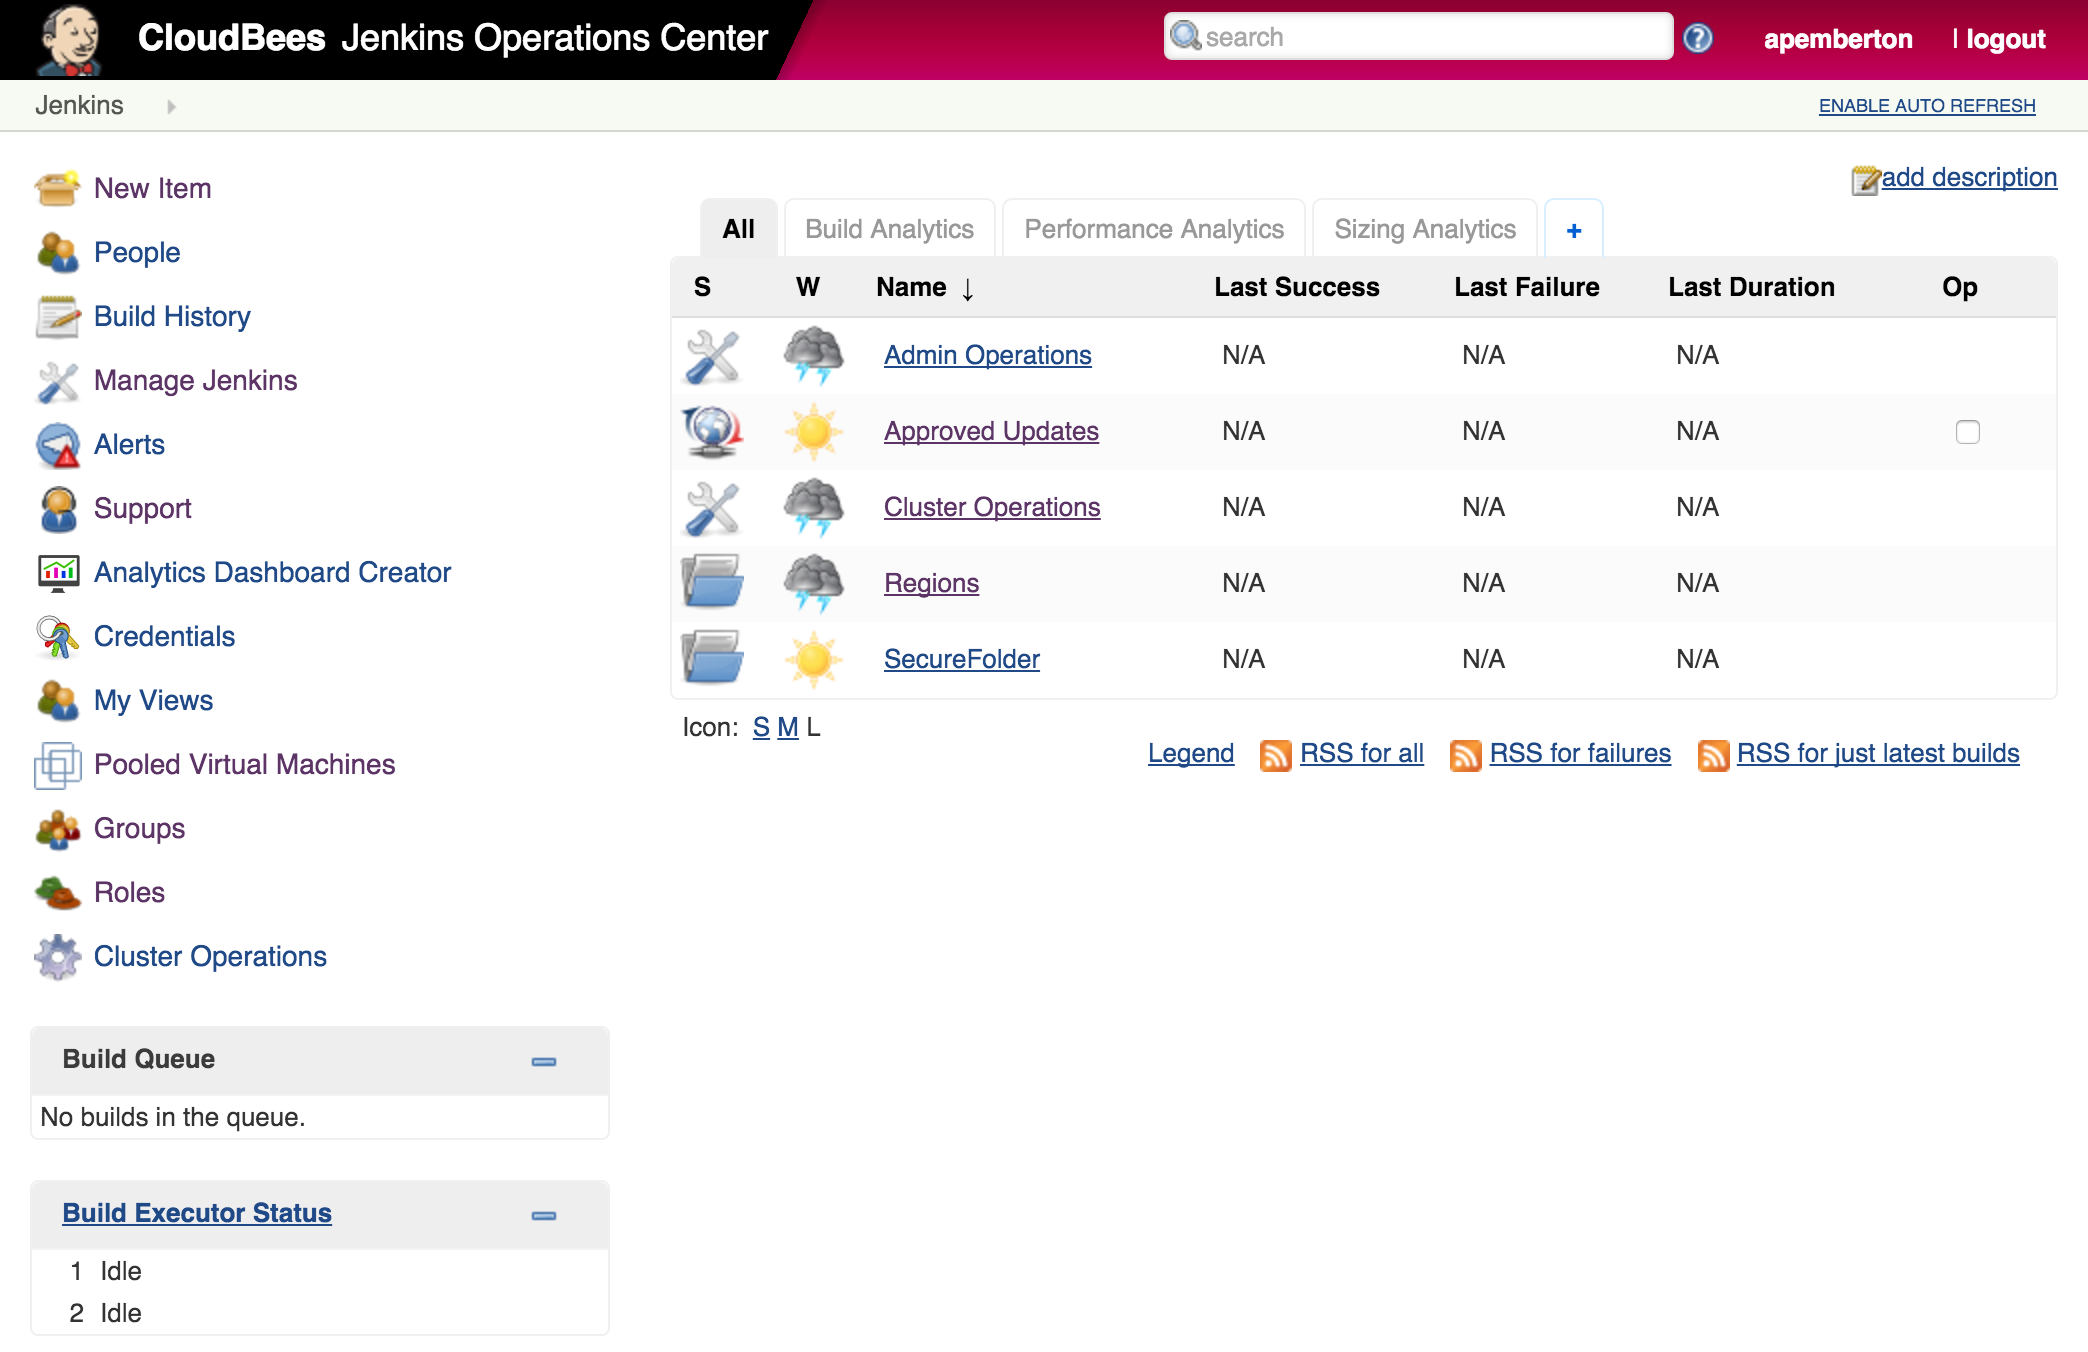 CloudBees Jenkins Operations Center
search
apemberton | logout
Jenkins
ENABLE AUTO REFRESH
New Item
People
Build History
Manage Jenkins
Alerts
Support
Analytics Dashboard Creator
Credentials
My Views
Pooled Virtual Machines
Groups
Roles
Cluster Operations
Build Queue
No builds in the queue.
Build Executor Status
1 Idle
2 Idle
add description
All Build Analytics Performance Analytics Sizing Analytics +
S W Name ↓ Last Success Last Failure Last Duration Op
Admin Operations N/A N/A N/A
Approved Updates N/A N/A N/A
Cluster Operations N/A N/A N/A
Regions N/A N/A N/A
SecureFolder N/A N/A N/A
Icon: S M L
Legend RSS for all RSS for failures RSS for just latest builds